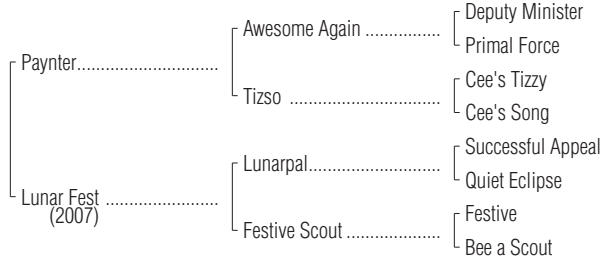 Deputy Minister
Awesome Again ..................
Primal Force
Paynter...................................
Cee's Tizzy
Tizso .....................................
Cee's Song
Successful Appeal
Lunarpal.................................
Quiet Eclipse
Lunar Fest ............................
(2007)
Festive
Festive Scout .......................
Bee a Scout